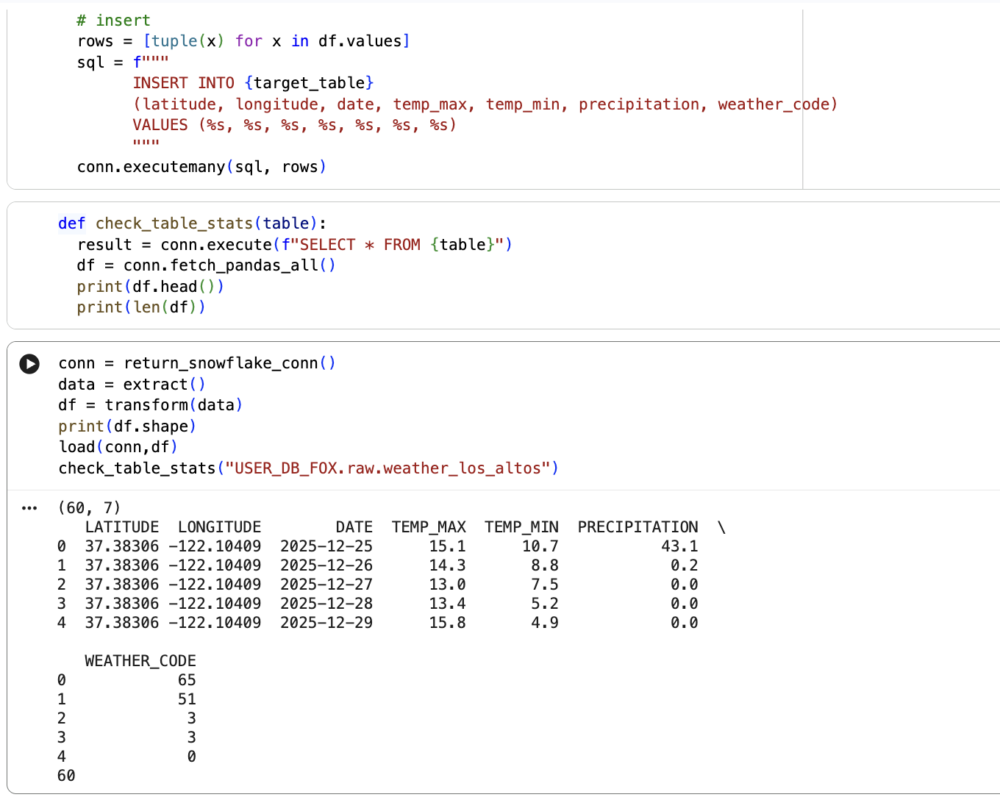 # insert
rows = [tuple(x) for x in df.values]
sql = f"""
INSERT INTO {target_table}
(latitude, longitude, date, temp_max, temp_min, precipitation, weather_code)
VALUES (%s, %s, %s, %s, %s, %s, %s)
"""
conn.executemany(sql, rows)
def check_table_stats(table):
result = conn.execute(f"SELECT * FROM {table}")
df = conn.fetch_pandas_all()
print(df.head())
print(len(df))
conn = return_snowflake_conn()
data = extract()
df = transform(data)
print(df.shape)
load(conn,df)
check_table_stats("USER_DB_FOX.raw.weather_los_altos")
(60, 7)
LATITUDE LONGITUDE DATE TEMP_MAX TEMP_MIN PRECIPITATION \
0 37.38306 -122.10409 2025-12-25 15.1 10.7 43.1
1 37.38306 -122.10409 2025-12-26 14.3 8.8 0.2
2 37.38306 -122.10409 2025-12-27 13.0 7.5 0.0
3 37.38306 -122.10409 2025-12-28 13.4 5.2 0.0
4 37.38306 -122.10409 2025-12-29 15.8 4.9 0.0
WEATHER_CODE
0 65
1 51
2 3
3 3
4 0
60